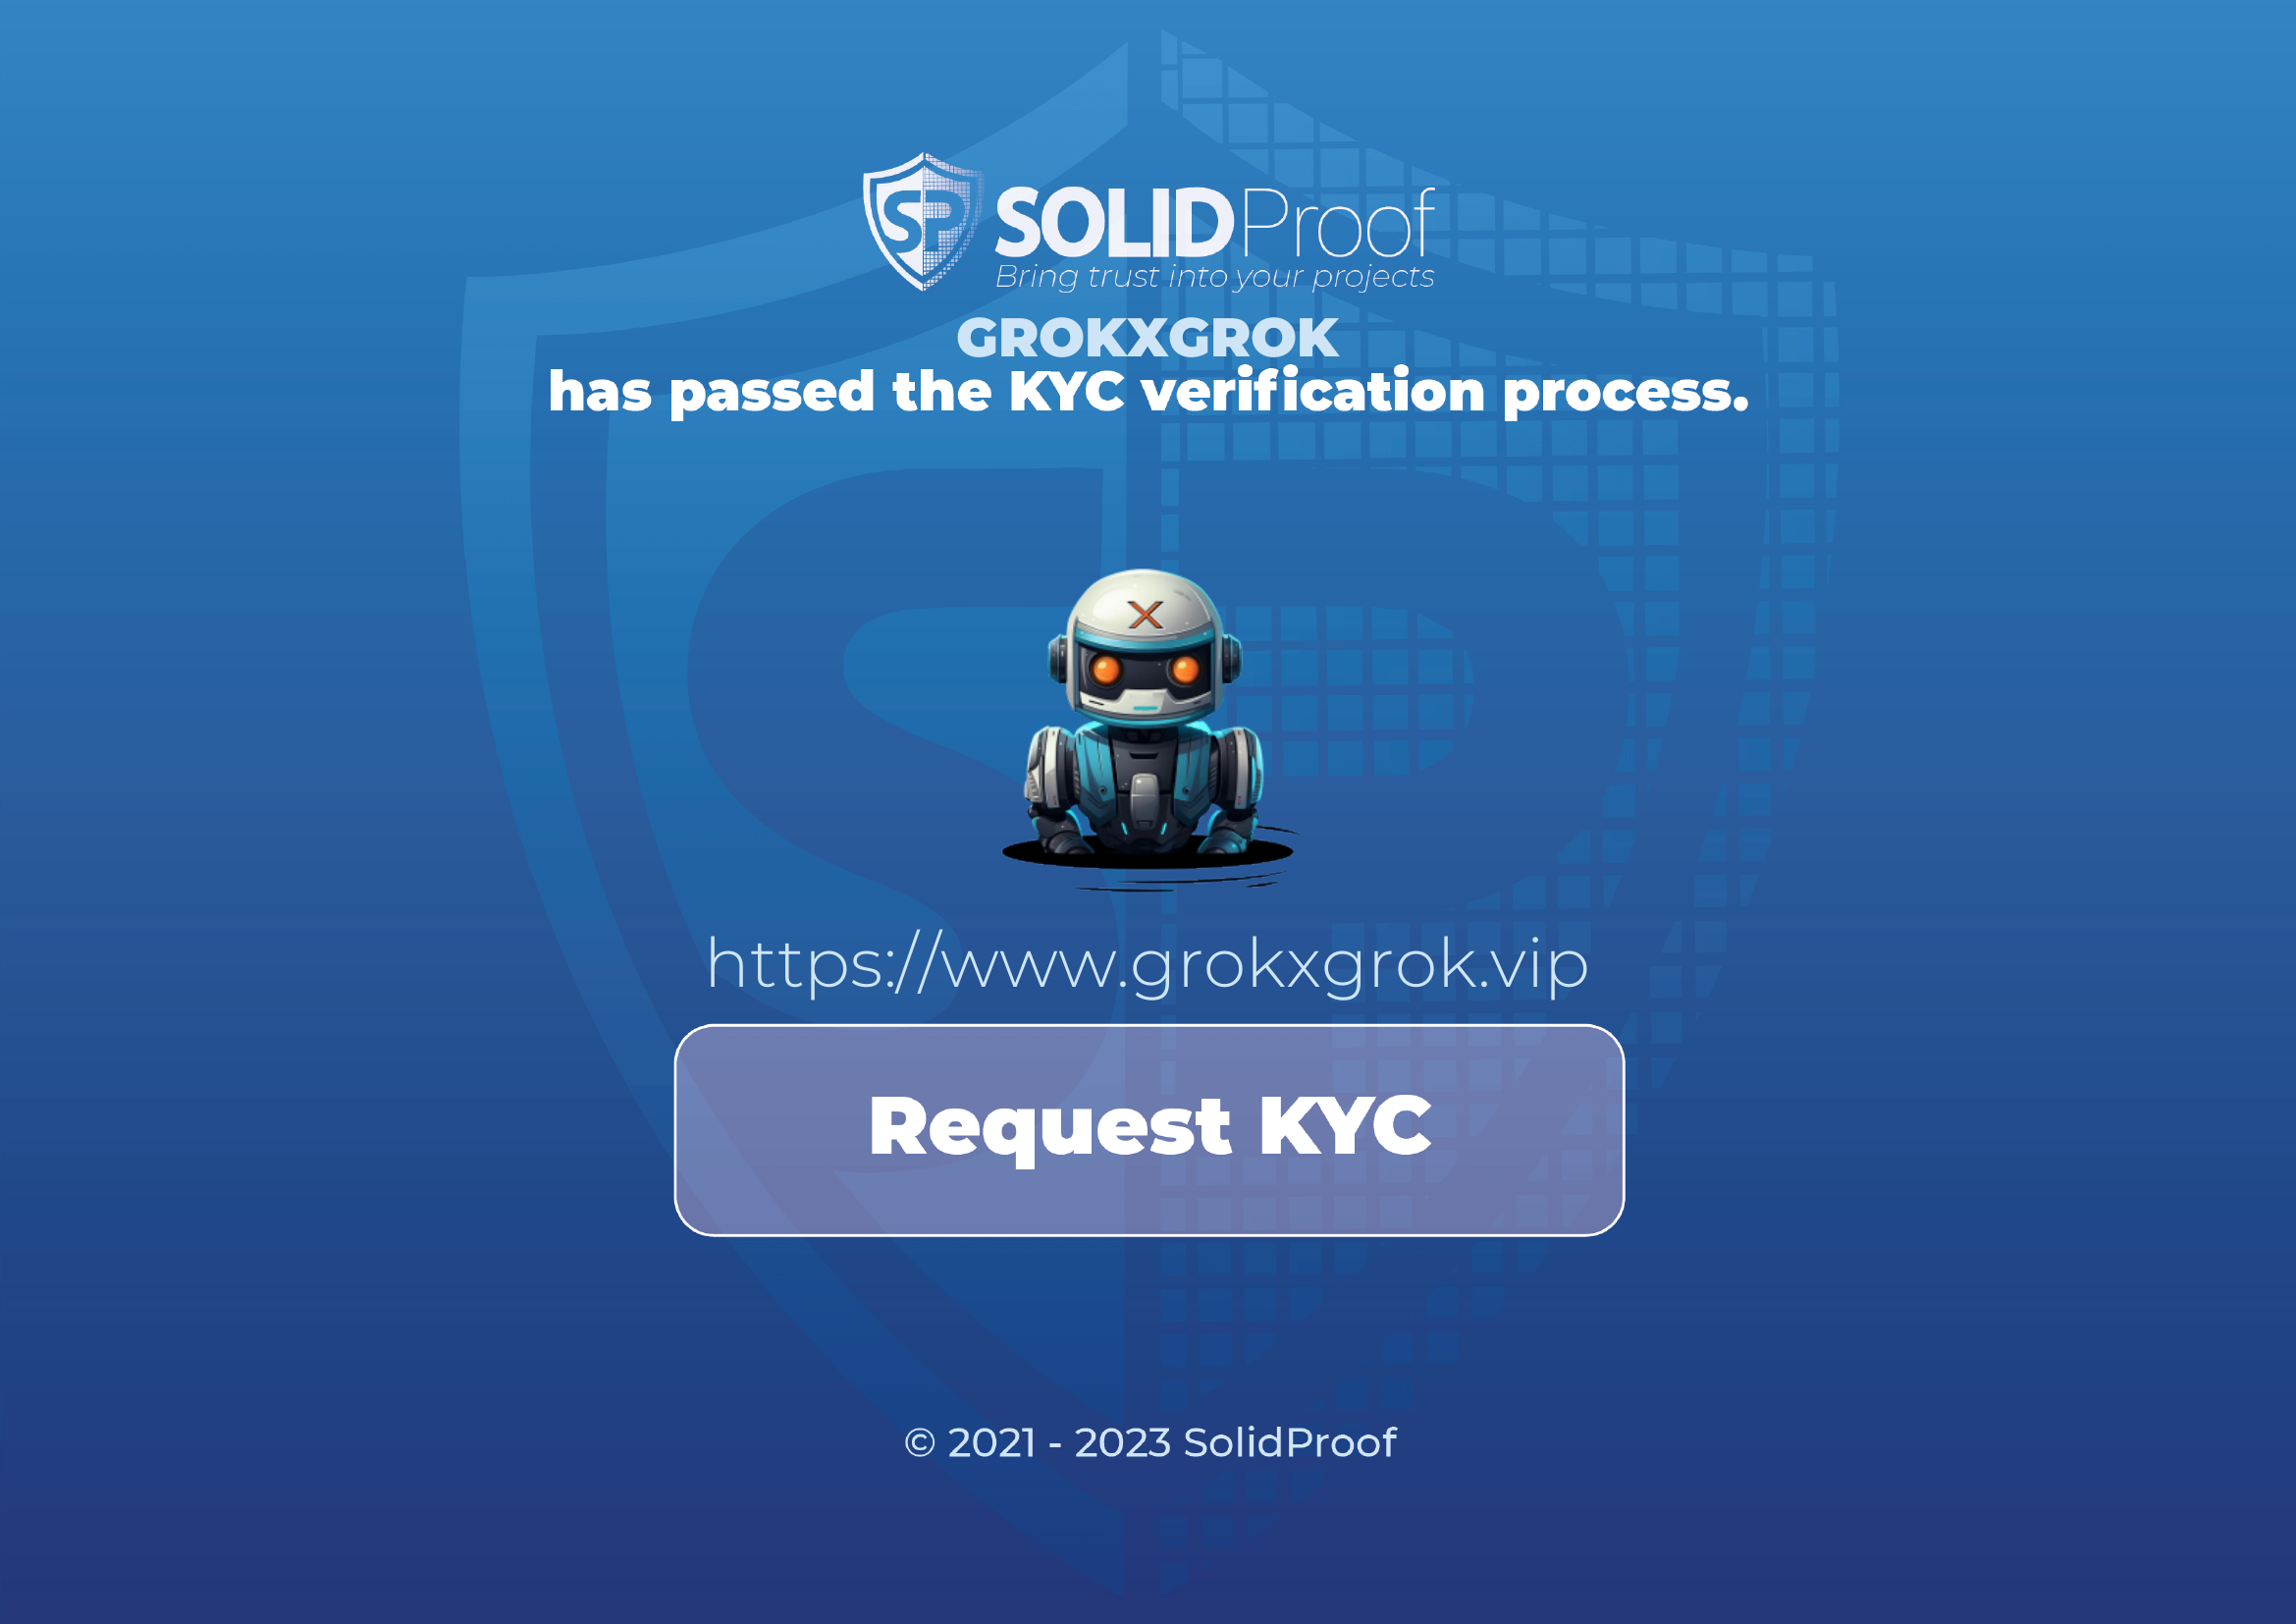 SP SOLIDProof
Bring trust into your projects
GROKXGROK
has passed the KYC verification process.
X
https://www.grokxgrok.vip
Request KYC
© 2021 - 2023 SolidProof